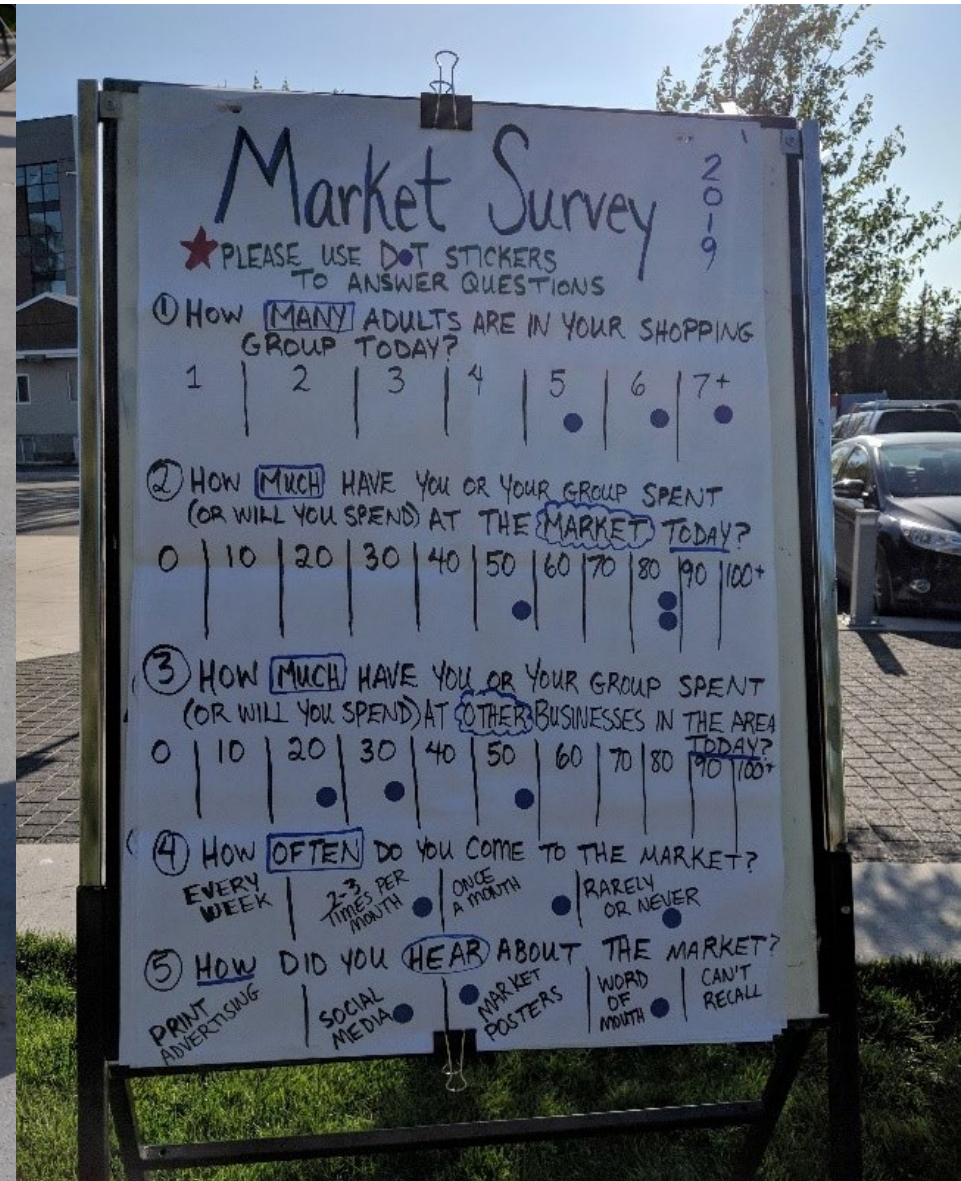 Market Survey 2019
★ PLEASE USE DOT STICKERS
TO ANSWER QUESTIONS
① HOW MANY ADULTS ARE IN YOUR SHOPPING
GROUP TODAY?
1 2 3 4 5 6 7+
② HOW MUCH HAVE YOU OR YOUR GROUP SPENT
(OR WILL YOU SPEND) AT THE MARKET TODAY?
0 10 20 30 40 50 60 70 80 90 100+
③ HOW MUCH HAVE YOU OR YOUR GROUP SPENT
(OR WILL YOU SPEND) AT OTHER BUSINESSES IN THE AREA
TODAY?
0 10 20 30 40 50 60 70 80 90 100+
④ HOW OFTEN DO YOU COME TO THE MARKET?
EVERY WEEK 2-3 TIMES PER MONTH ONCE A MONTH RARELY OR NEVER
⑤ HOW DID YOU HEAR ABOUT THE MARKET?
PRINT ADVERTISING SOCIAL MEDIA MARKET POSTERS WORD OF MOUTH CAN'T RECALL